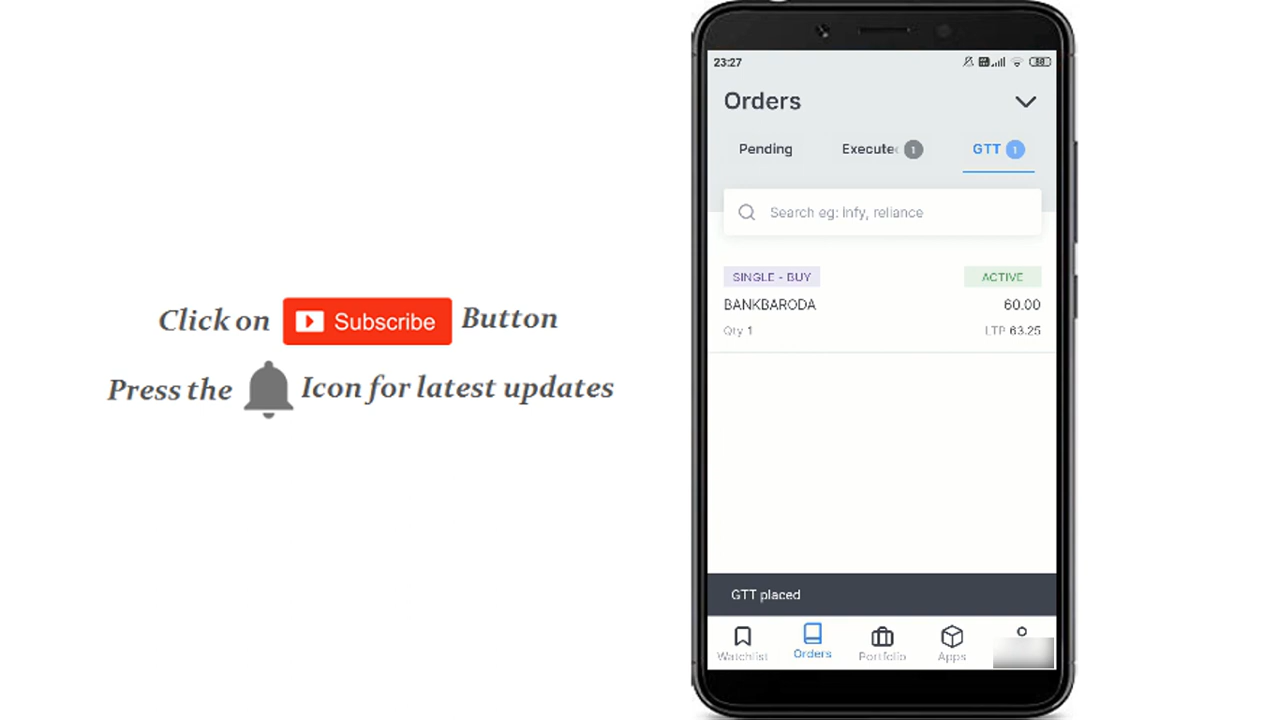 Click on Subscribe Button
Press the Icon for latest updates
23:27
Orders
Pending
Execute 1
GTT 1
Search eg: infy, reliance
SINGLE - BUY
ACTIVE
BANKBARODA
60.00
Qty 1
LTP 63.25
GTT placed
Watchlist
Orders
Portfolio
Apps